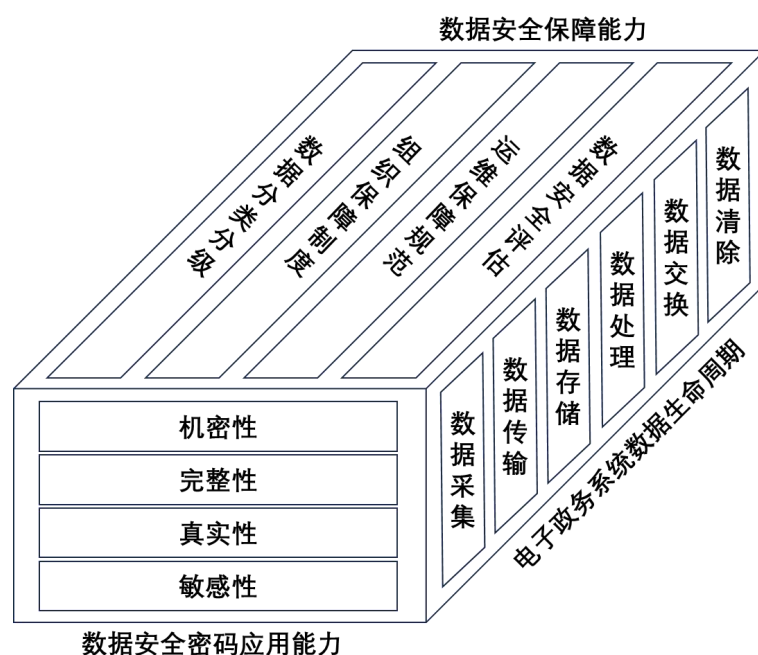 数据安全保障能力
数据分类分级
组织保障制度
运维保障规范
数据安全评估
数据采集
数据传输
数据存储
数据处理
数据交换
数据清除
电子政务系统数据生命周期
机密性
完整性
真实性
敏感性
数据安全密码应用能力